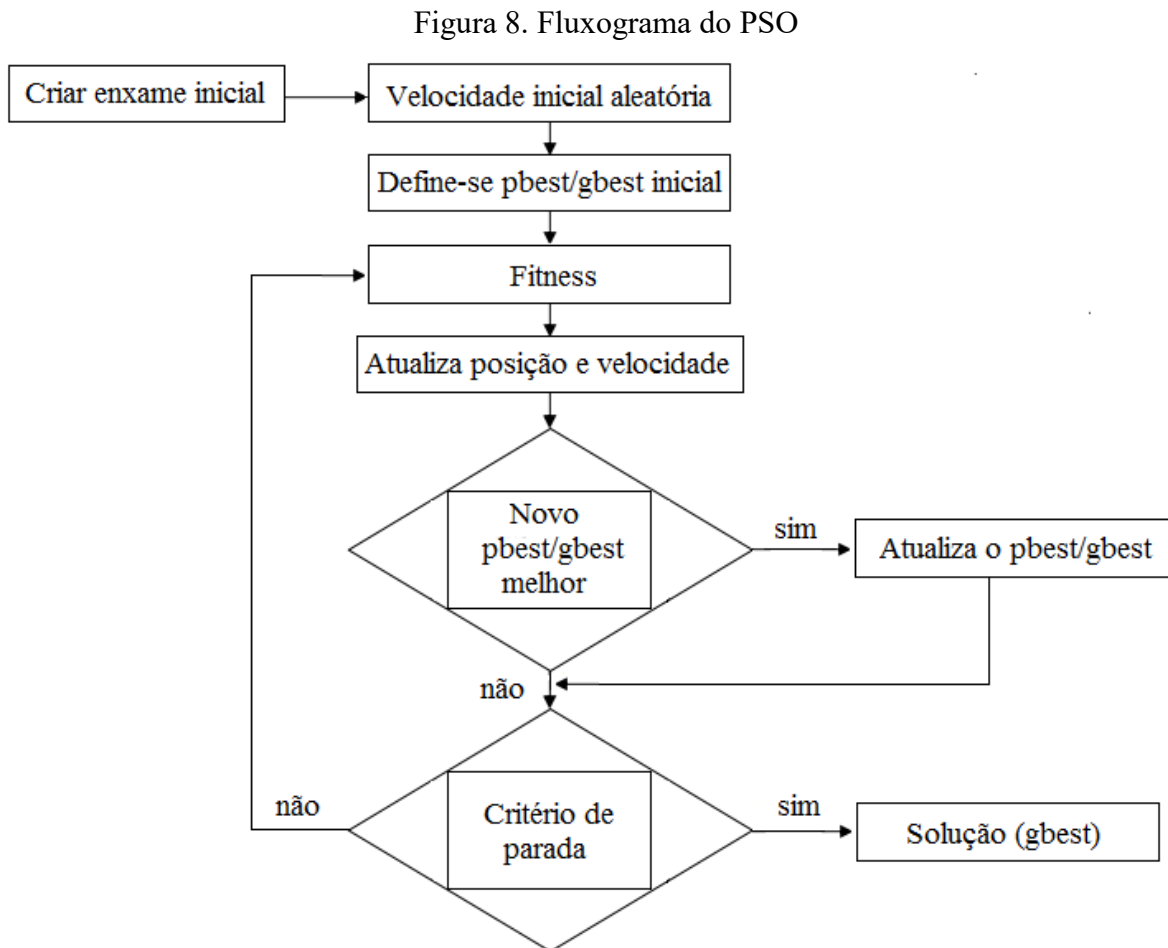 Figura 8. Fluxograma do PSO
Criar enxame inicial
Velocidade inicial aleatória
Define-se pbest/gbest inicial
Fitness
Atualiza posição e velocidade
Novo
pbest/gbest
melhor
sim
Atualiza o pbest/gbest
não
não
Critério de
parada
sim
Solução (gbest)